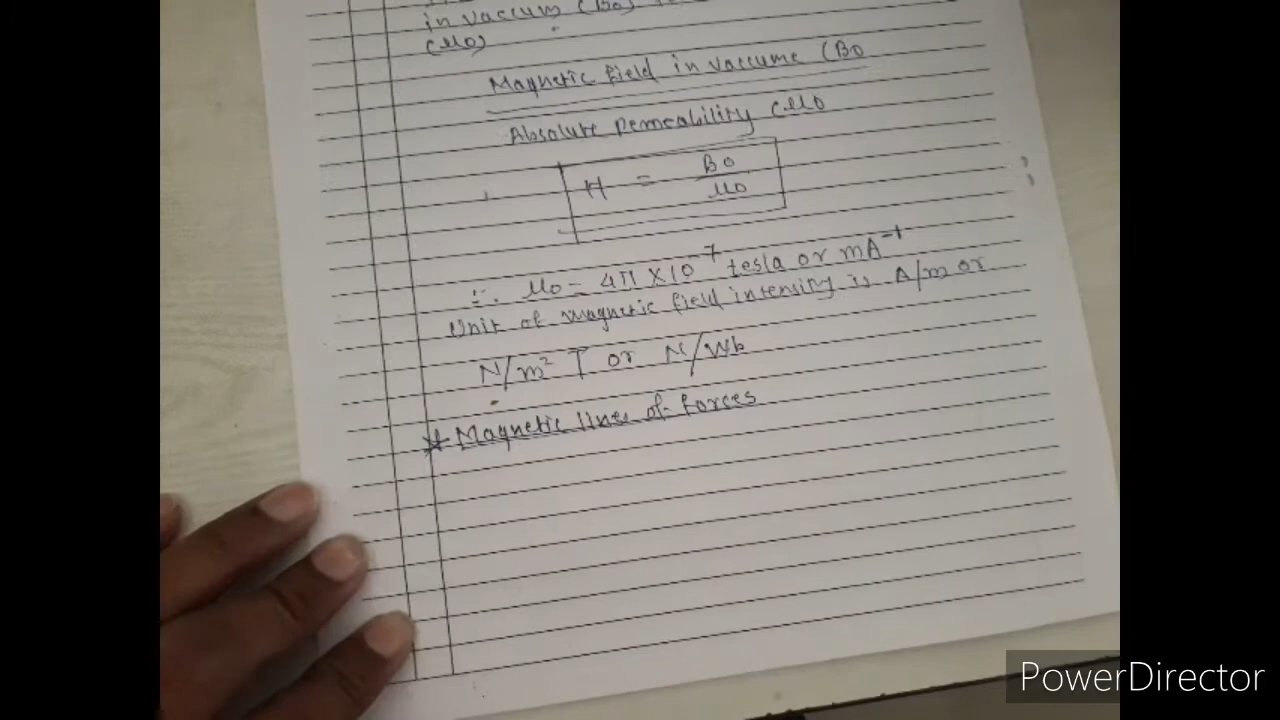 in vaccum (Bo)
(μo)
Magnetic field in vaccume (Bo
Absolute Permeability (μo
H = Bo/μo
∴ μo = 4π × 10⁻⁷ tesla or mA⁻¹
Unit of magnetic field intensity is A/m or
N/m² T or N/Wb
* Magnetic lines of forces
PowerDirector